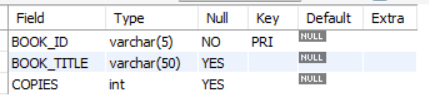 Field Type Null Key Default Extra
BOOK_ID varchar(5) NO PRI NULL
BOOK_TITLE varchar(50) YES NULL
COPIES int YES NULL